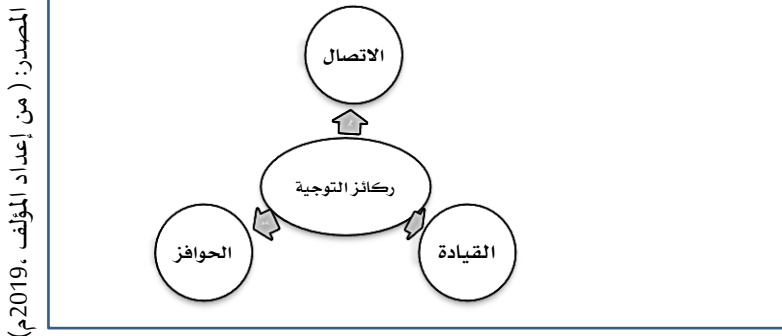 الاتصال
ركائز التوجية
القيادة
الحوافز
المصدر: ( من إعداد المؤلف ،2019م)